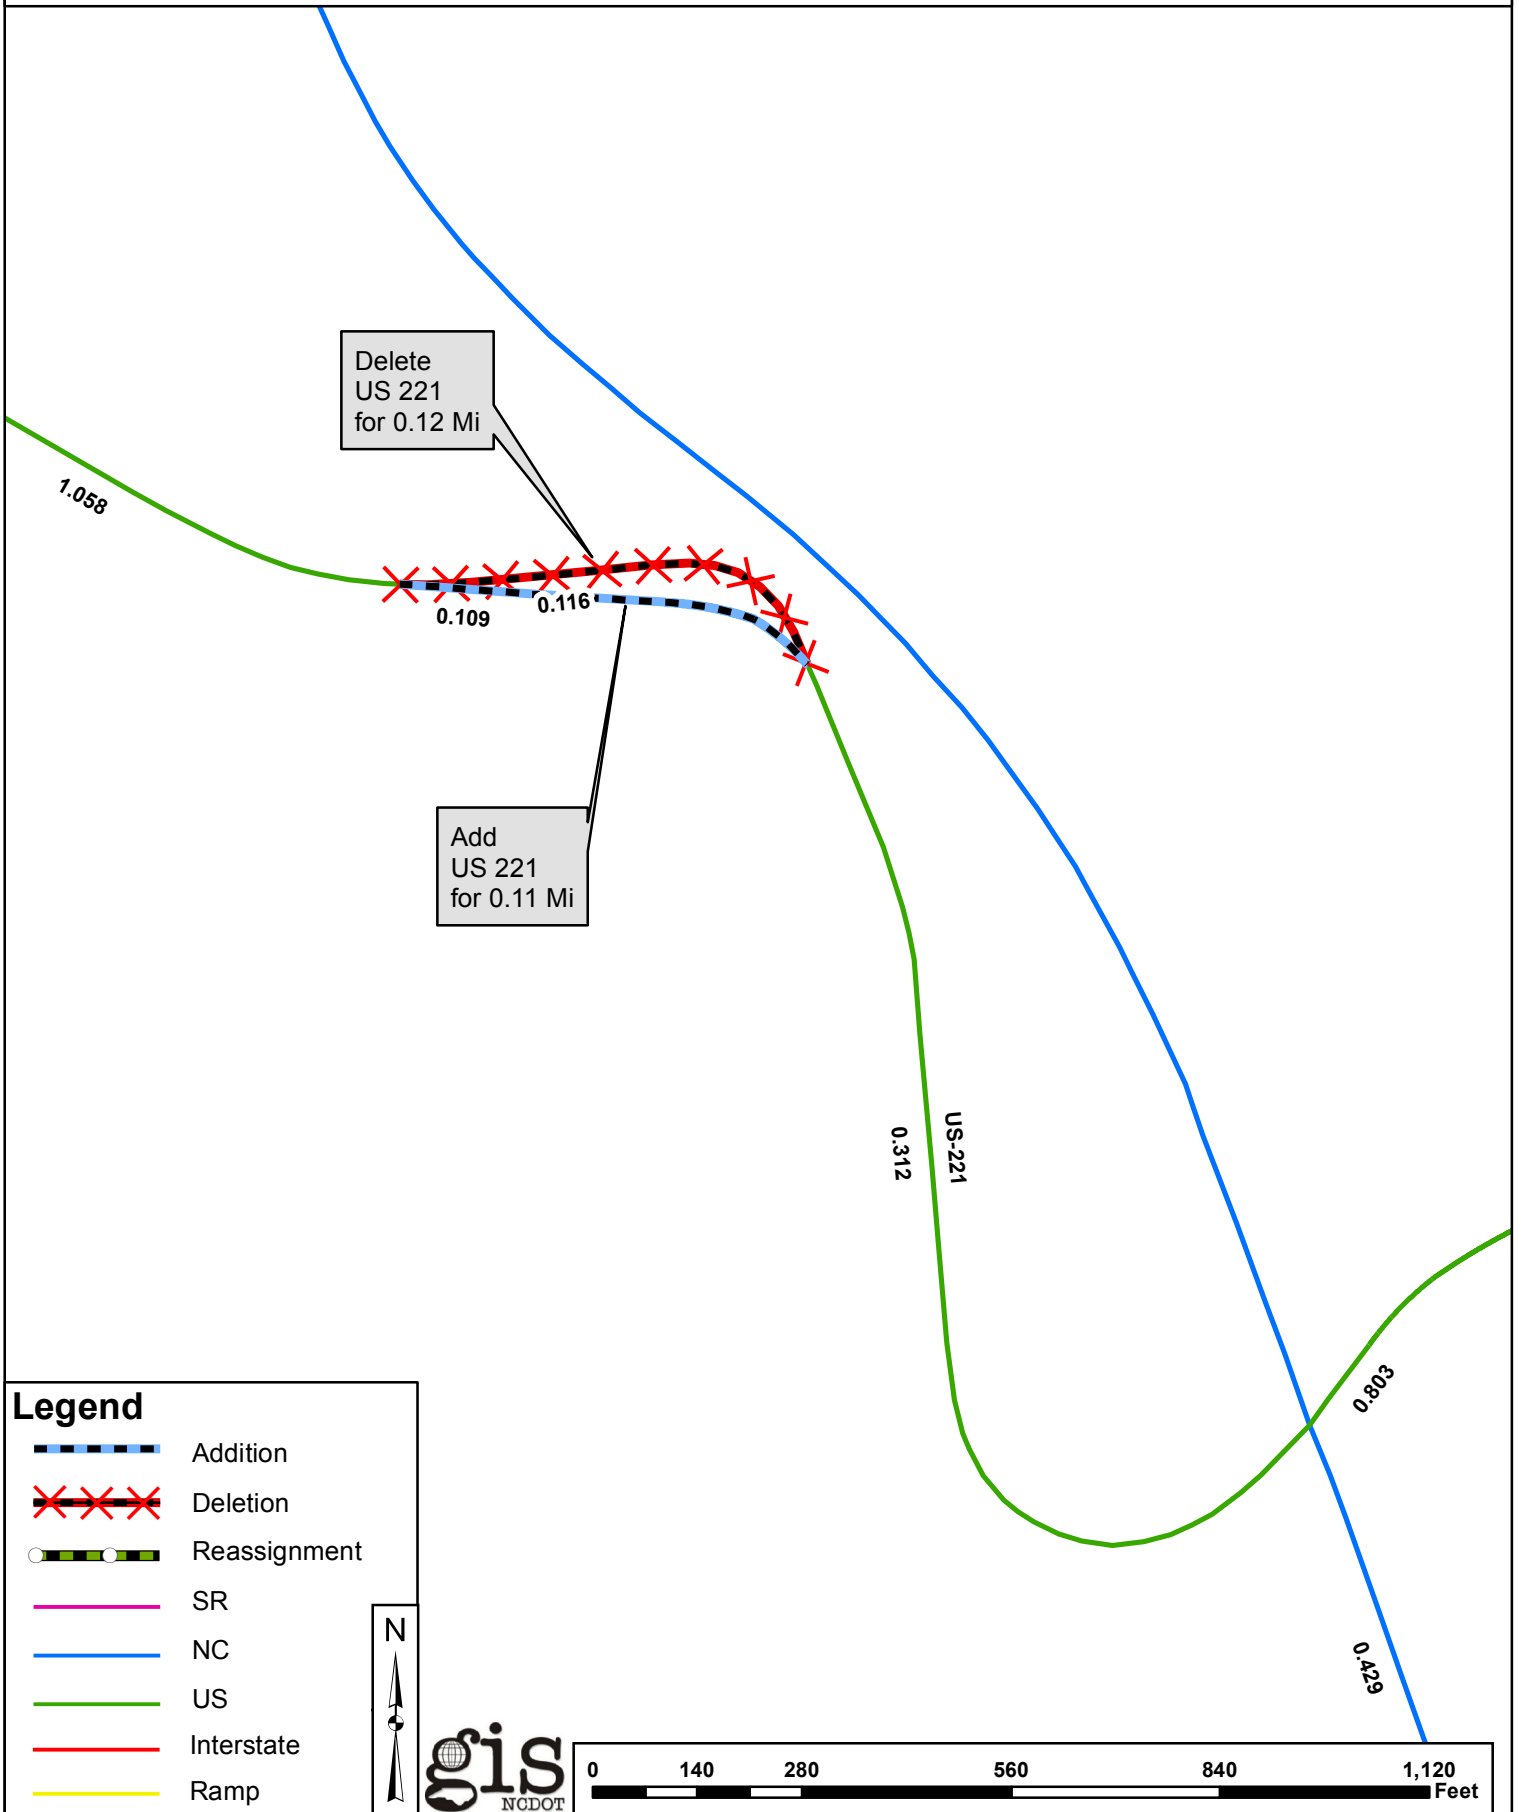 Delete
US 221
for 0.12 Mi
1.058
0.109
0.116
Add
US 221
for 0.11 Mi
0.312
US-221
0.803
0.429
Legend
Addition
Deletion
Reassignment
SR
NC
US
Interstate
Ramp
N
gis
NCDOT
0 140 280 560 840 1,120
Feet